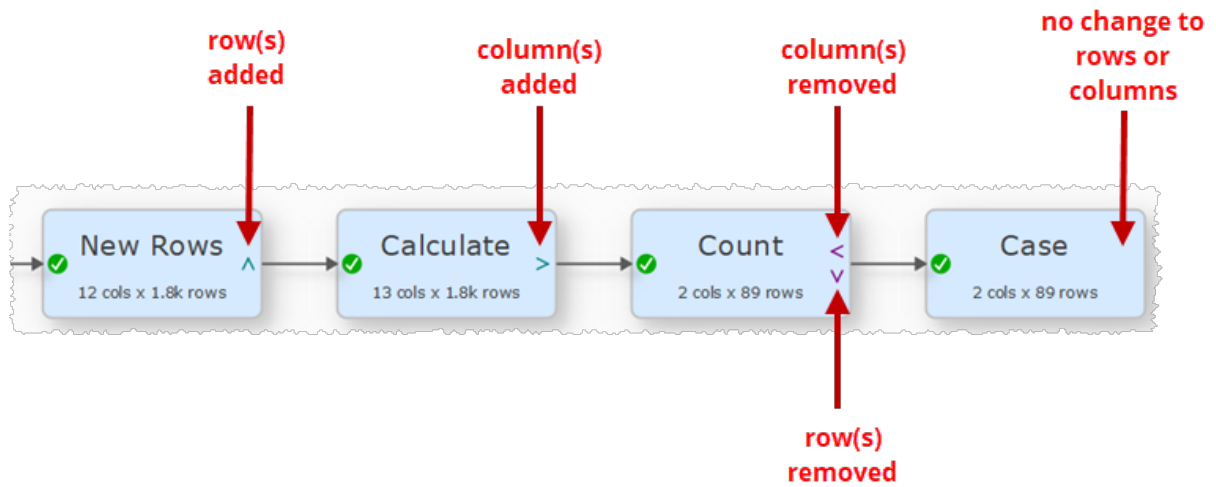 row(s)
added
column(s)
added
column(s)
removed
no change to
rows or
columns
New Rows
^
12 cols x 1.8k rows
Calculate
>
13 cols x 1.8k rows
Count
<
v
2 cols x 89 rows
Case
2 cols x 89 rows
row(s)
removed